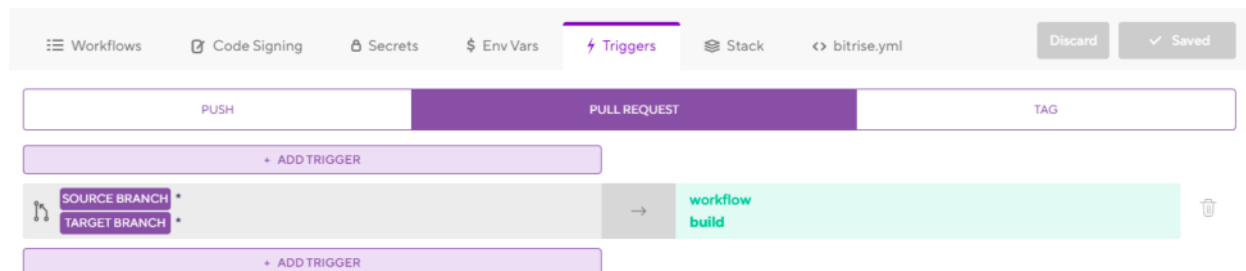 Workflows Code Signing Secrets $ Env Vars Triggers Stack <> bitrise.yml Discard ✓ Saved
PUSH PULL REQUEST TAG
+ ADD TRIGGER
SOURCE BRANCH *
TARGET BRANCH *
→
workflow
build
+ ADD TRIGGER